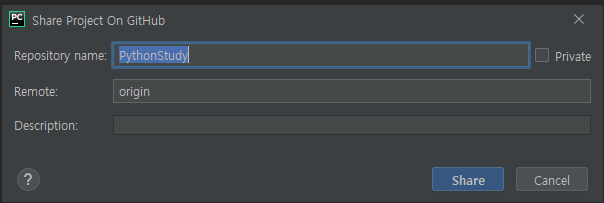 PC Share Project On GitHub
Repository name: PythonStudy Private
Remote: origin
Description:
? Share Cancel